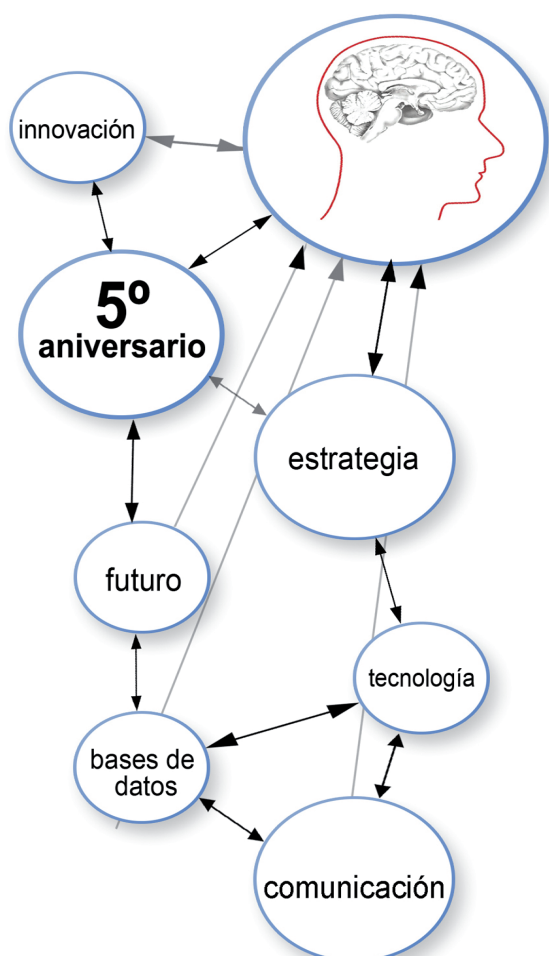 innovación
5º
aniversario
estrategia
futuro
tecnología
bases de
datos
comunicación